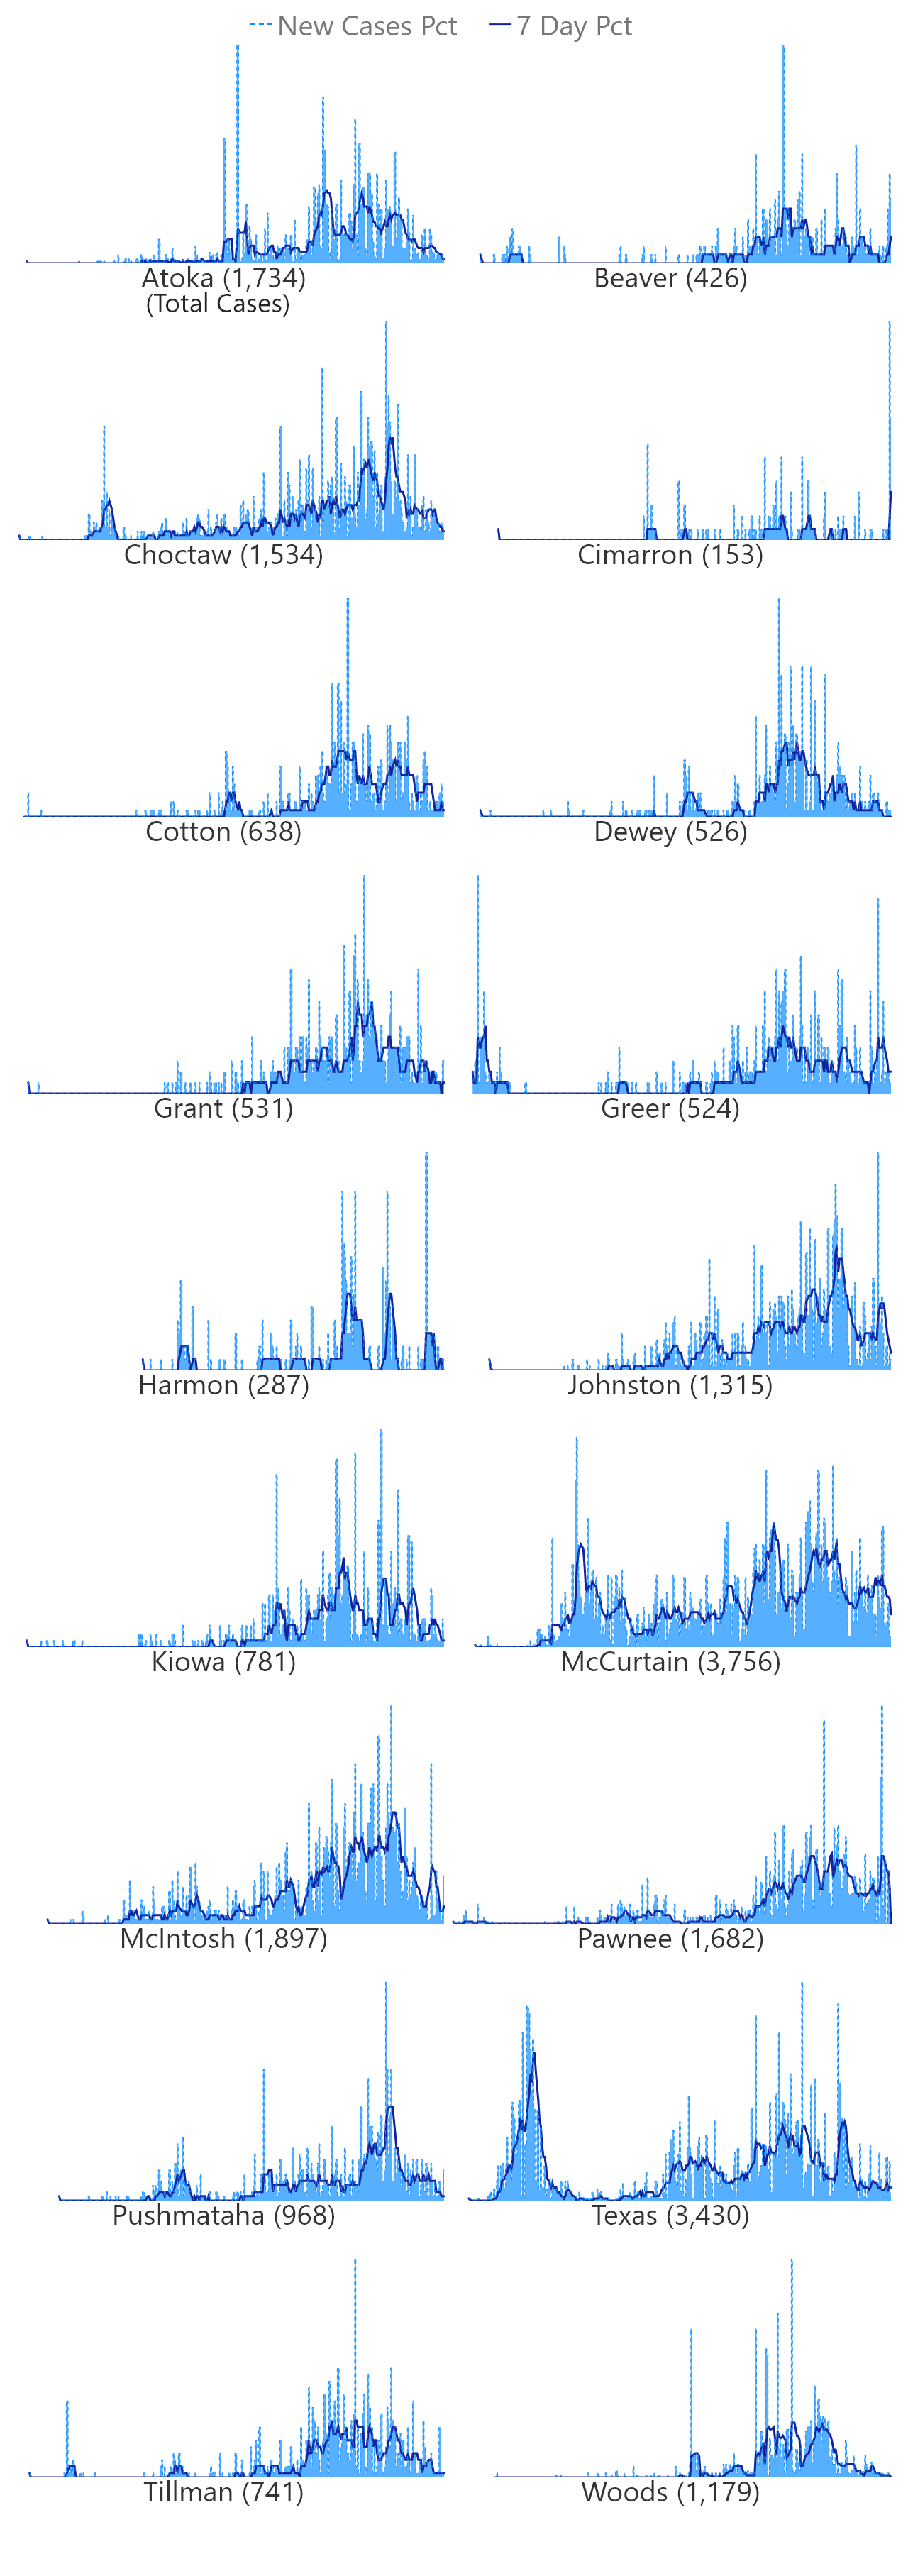 New Cases Pct 7 Day Pct
Atoka (1,734) Beaver (426)
(Total Cases)
Choctaw (1,534) Cimarron (153)
Cotton (638) Dewey (526)
Grant (531) Greer (524)
Harmon (287) Johnston (1,315)
Kiowa (781) McCurtain (3,756)
McIntosh (1,897) Pawnee (1,682)
Pushmataha (968) Texas (3,430)
Tillman (741) Woods (1,179)